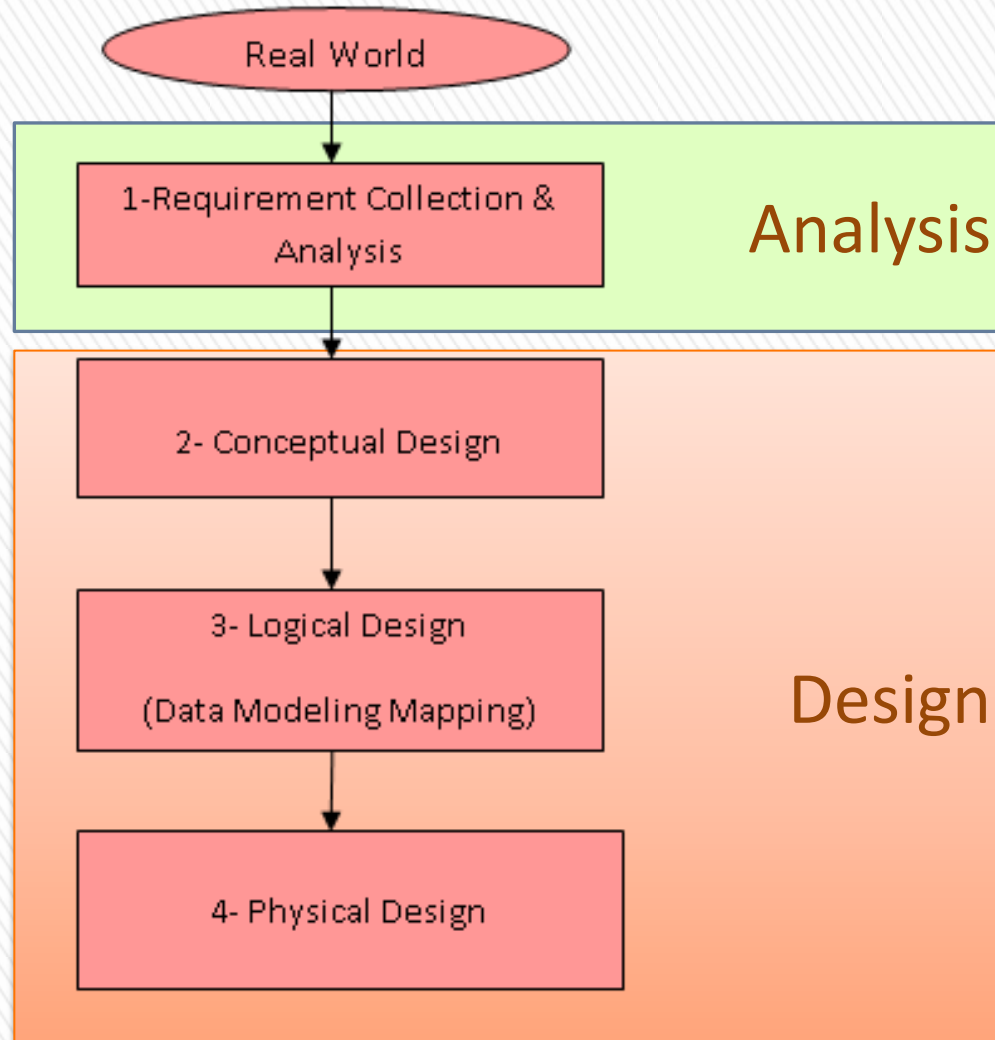 Real World
1-Requirement Collection &
Analysis
Analysis
2- Conceptual Design
3- Logical Design
(Data Modeling Mapping)
Design
4- Physical Design